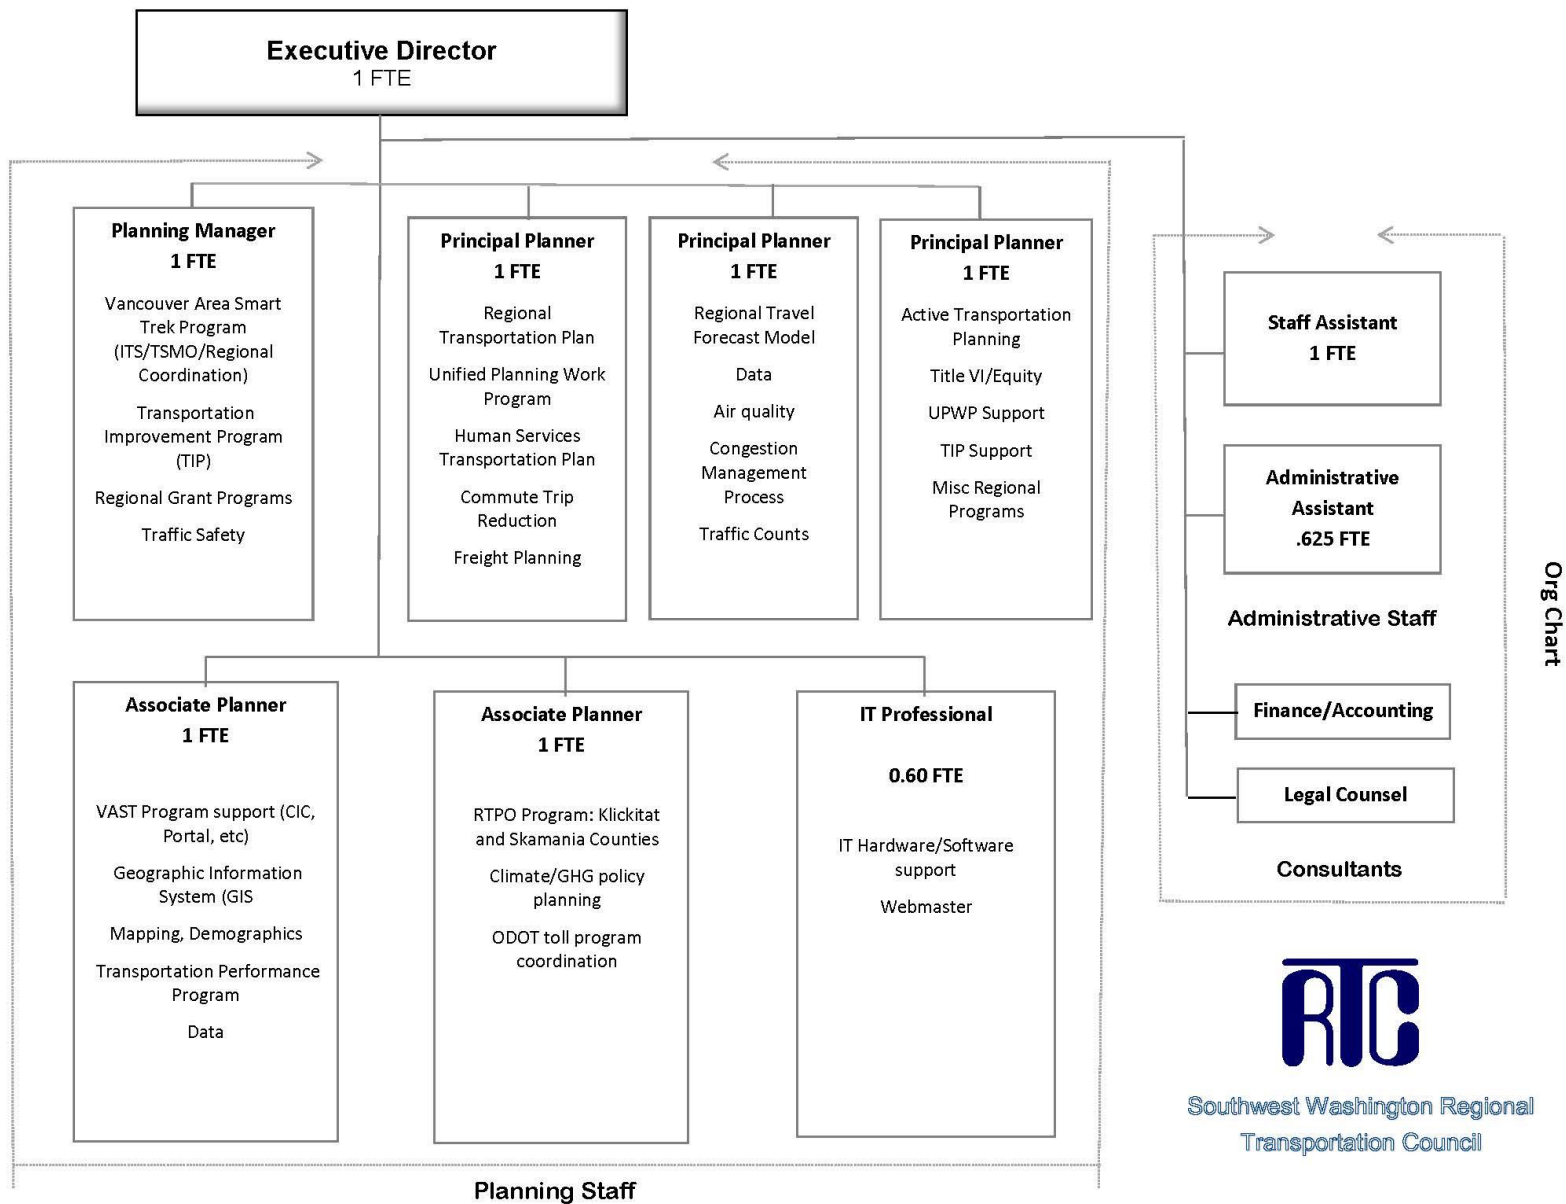 Executive Director
1 FTE
Planning Manager
1 FTE
Vancouver Area Smart
Trek Program
(ITS/TSMO/Regional
Coordination)
Transportation
Improvement Program
(TIP)
Regional Grant Programs
Traffic Safety
Principal Planner
1 FTE
Regional
Transportation Plan
Unified Planning Work
Program
Human Services
Transportation Plan
Commute Trip
Reduction
Freight Planning
Principal Planner
1 FTE
Regional Travel
Forecast Model
Data
Air quality
Congestion
Management
Process
Traffic Counts
Principal Planner
1 FTE
Active Transportation
Planning
Title VI/Equity
UPWP Support
TIP Support
Misc Regional
Programs
Associate Planner
1 FTE
VAST Program support (CIC,
Portal, etc)
Geographic Information
System (GIS
Mapping, Demographics
Transportation Performance
Program
Data
Associate Planner
1 FTE
RTPO Program: Klickitat
and Skamania Counties
Climate/GHG policy
planning
ODOT toll program
coordination
IT Professional
0.60 FTE
IT Hardware/Software
support
Webmaster
Planning Staff
Staff Assistant
1 FTE
Administrative
Assistant
.625 FTE
Administrative Staff
Finance/Accounting
Legal Counsel
Consultants
Org Chart
RTC
Southwest Washington Regional
Transportation Council